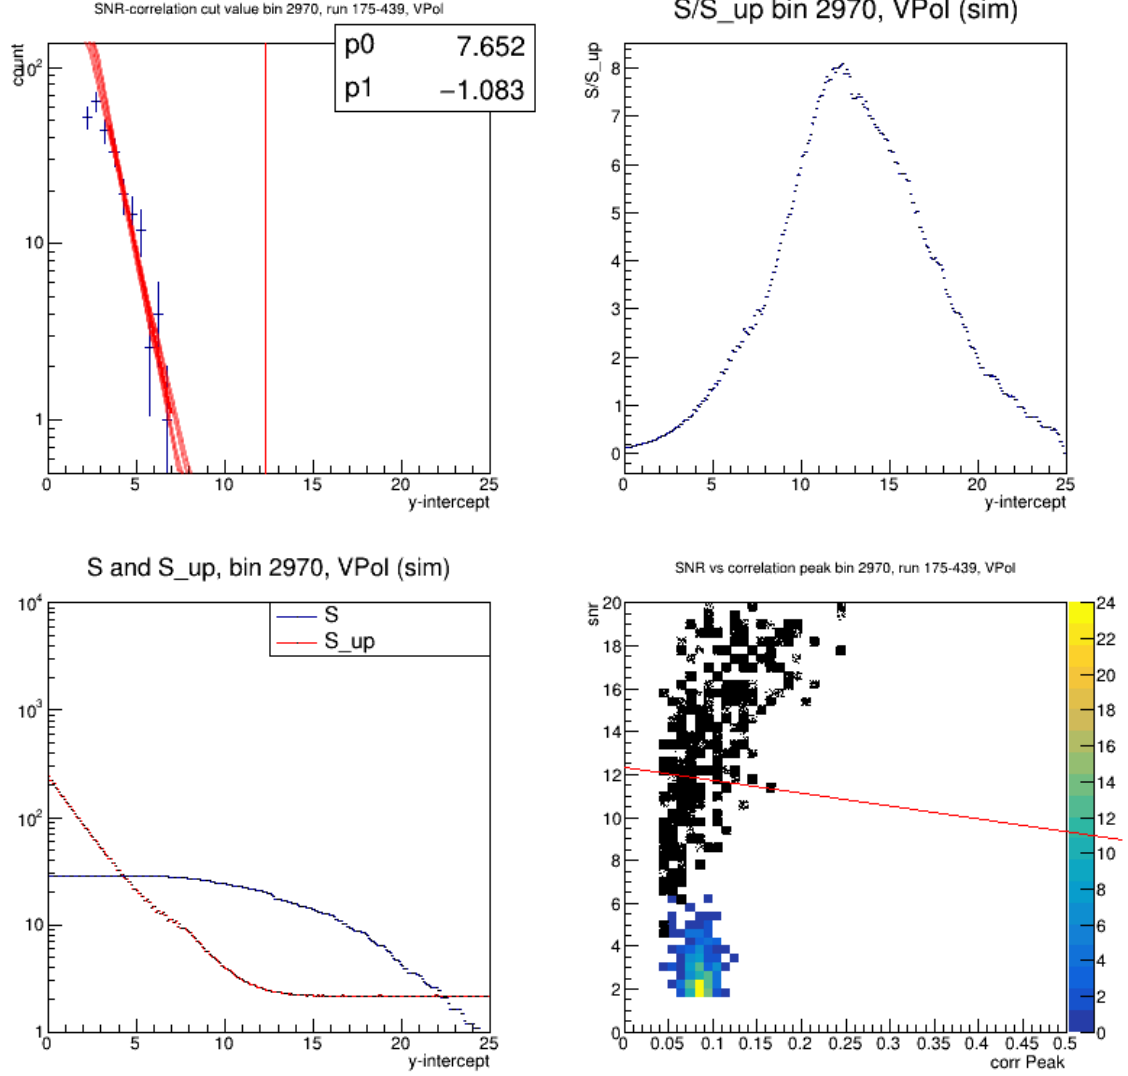 SNR-correlation cut value bin 2970, run 175-439, VPol
count
10²
10
1
p0 7.652
p1 −1.083
0 5 10 15 20 25
y-intercept
S/S_up bin 2970, VPol (sim)
S/S_up
8
7
6
5
4
3
2
1
0
0 5 10 15 20 25
y-intercept
S and S_up, bin 2970, VPol (sim)
10⁴
10³
10²
10
1
S
S_up
0 5 10 15 20 25
y-intercept
SNR vs correlation peak bin 2970, run 175-439, VPol
snr
20
18
16
14
12
10
8
6
4
2
0
0 0.05 0.1 0.15 0.2 0.25 0.3 0.35 0.4 0.45 0.5
corr Peak
24
22
20
18
16
14
12
10
8
6
4
2
0